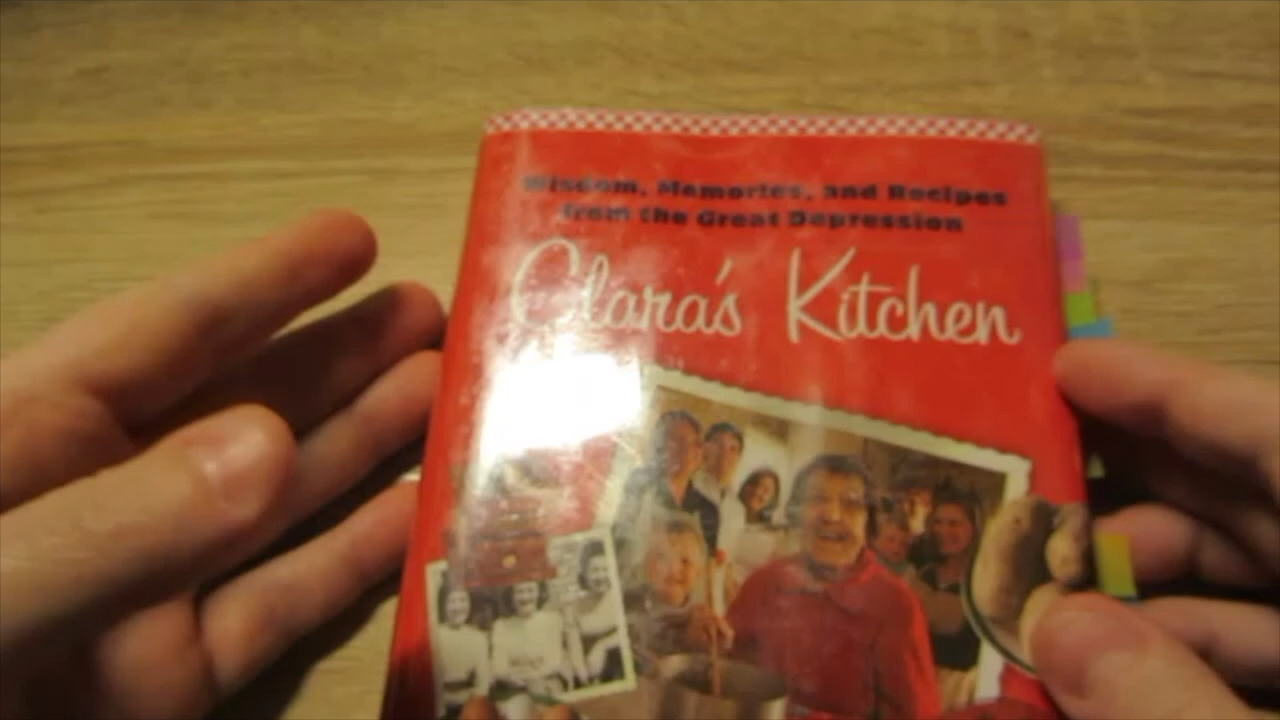 Wisdom, Memories, and Recipes
from the Great Depression
Clara's Kitchen